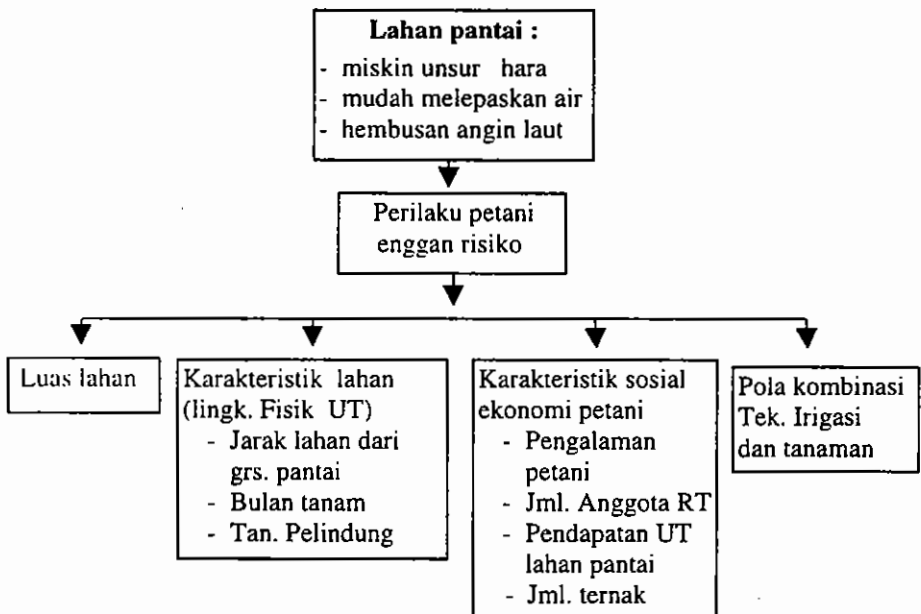 Lahan pantai :
- miskin unsur hara
- mudah melepaskan air
- hembusan angin laut
Perilaku petani
enggan risiko
Luas lahan
Karakteristik lahan
(lingk. Fisik UT)
- Jarak lahan dari
grs. pantai
- Bulan tanam
- Tan. Pelindung
Karakteristik sosial
ekonomi petani
- Pengalaman
petani
- Jml. Anggota RT
- Pendapatan UT
lahan pantai
- Jml. ternak
Pola kombinasi
Tek. Irigasi
dan tanaman